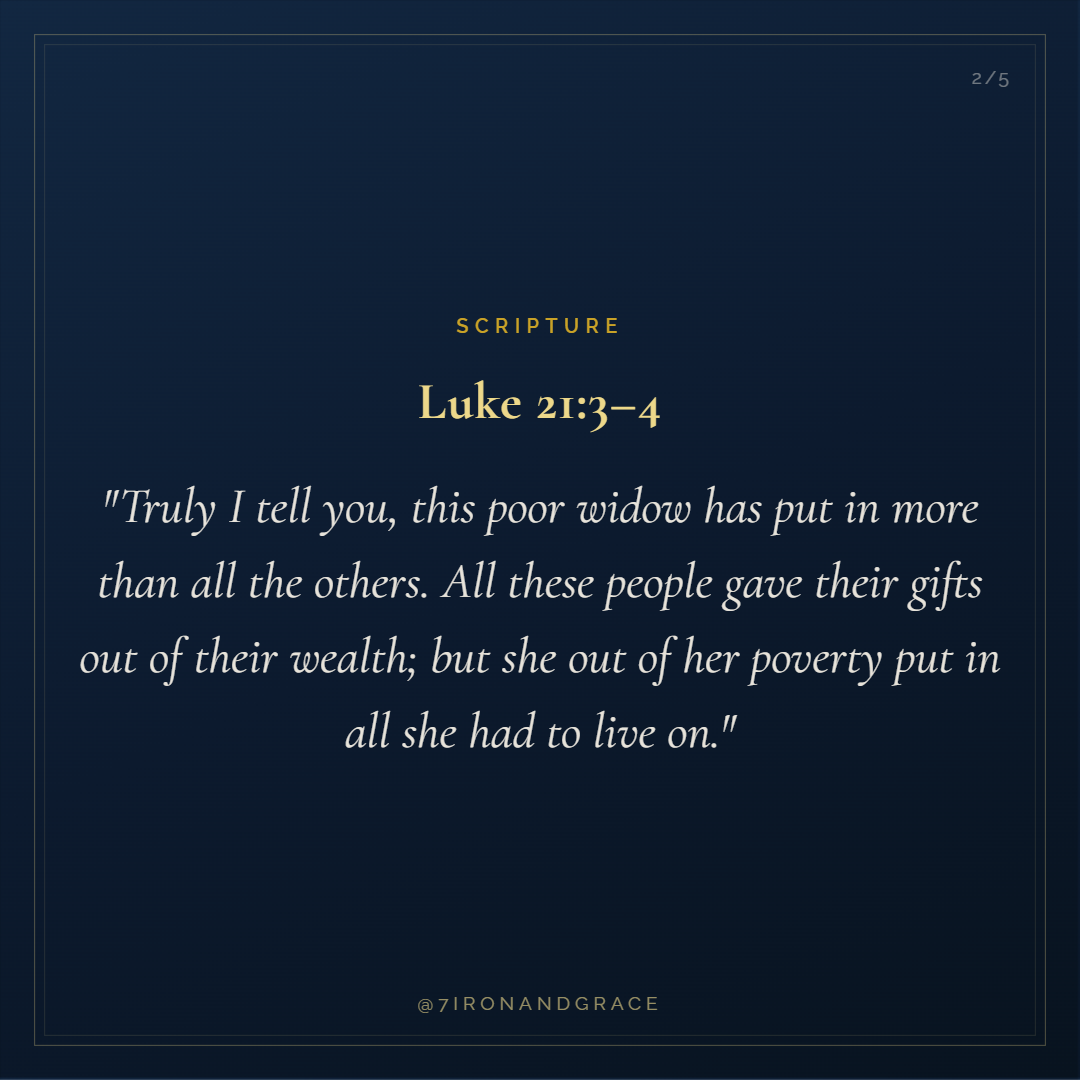 2/5
SCRIPTURE
Luke 21:3–4
"Truly I tell you, this poor widow has put in more
than all the others. All these people gave their gifts
out of their wealth; but she out of her poverty put in
all she had to live on."
@7IRONANDGRACE